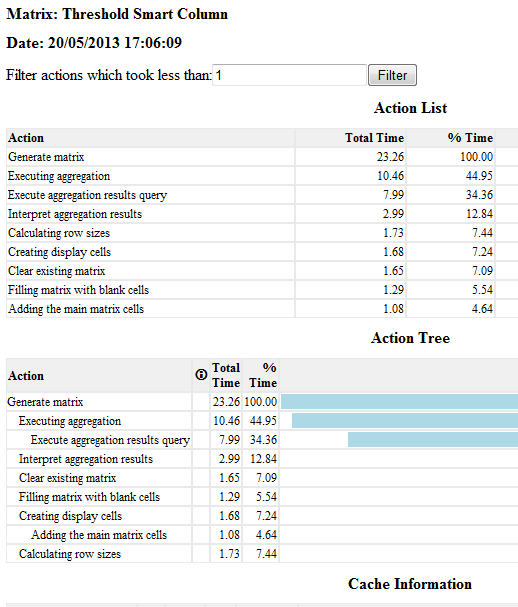 Matrix: Threshold Smart Column
Date: 20/05/2013 17:06:09
Filter actions which took less than: 1 Filter
Action List
Action Total Time % Time
Generate matrix 23.26 100.00
Executing aggregation 10.46 44.95
Execute aggregation results query 7.99 34.36
Interpret aggregation results 2.99 12.84
Calculating row sizes 1.73 7.44
Creating display cells 1.68 7.24
Clear existing matrix 1.65 7.09
Filling matrix with blank cells 1.29 5.54
Adding the main matrix cells 1.08 4.64
Action Tree
Action Total Time % Time
Generate matrix 23.26 100.00
Executing aggregation 10.46 44.95
Execute aggregation results query 7.99 34.36
Interpret aggregation results 2.99 12.84
Clear existing matrix 1.65 7.09
Filling matrix with blank cells 1.29 5.54
Creating display cells 1.68 7.24
Adding the main matrix cells 1.08 4.64
Calculating row sizes 1.73 7.44
Cache Information